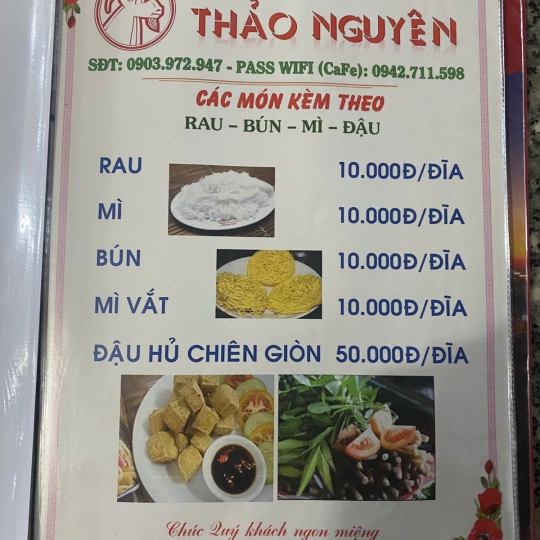 THẢO NGUYÊN
SĐT: 0903.972.947 - PASS WIFI (CaFe): 0942.711.598
CÁC MÓN KÈM THEO
RAU – BÚN – MÌ – ĐẬU
RAU 10.000Đ/ĐĨA
MÌ 10.000Đ/ĐĨA
BÚN 10.000Đ/ĐĨA
MÌ VẮT 10.000Đ/ĐĨA
ĐẬU HỦ CHIÊN GIÒN 50.000Đ/ĐĨA
Chúc Quý khách ngon miệng